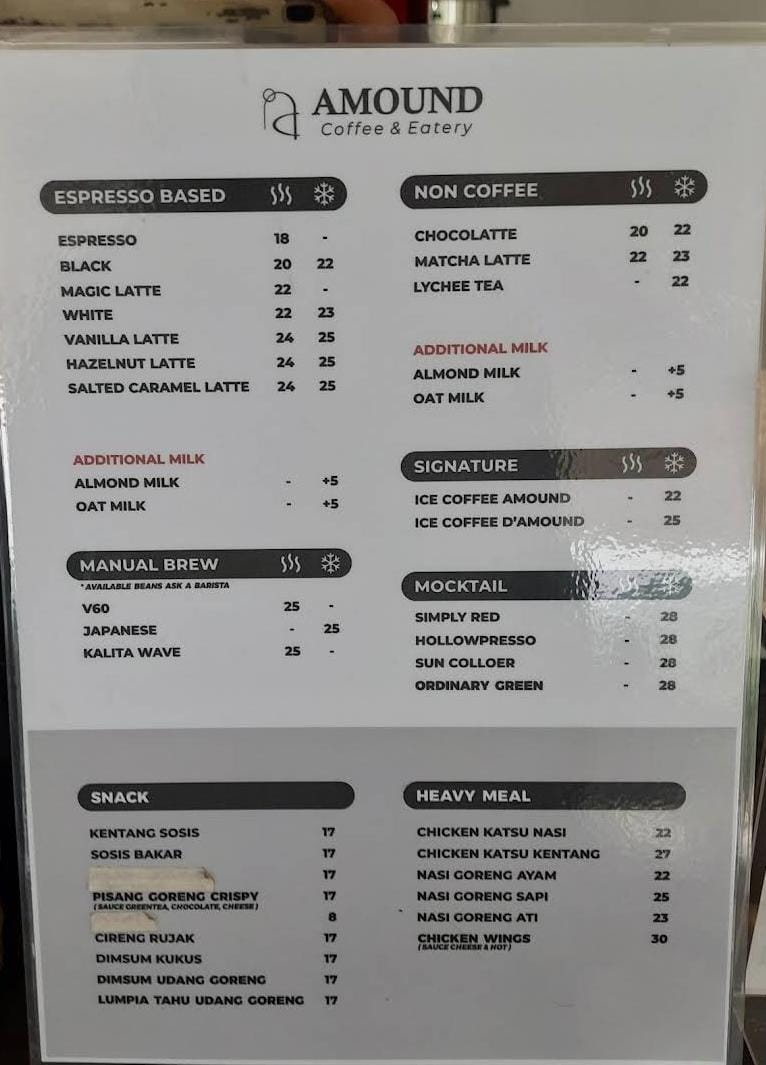 AMOUND
Coffee & Eatery
ESPRESSO BASED
ESPRESSO 18 -
BLACK 20 22
MAGIC LATTE 22 -
WHITE 22 23
VANILLA LATTE 24 25
HAZELNUT LATTE 24 25
SALTED CARAMEL LATTE 24 25
ADDITIONAL MILK
ALMOND MILK - +5
OAT MILK - +5
MANUAL BREW
*AVAILABLE BEANS ASK A BARISTA
V60 25 -
JAPANESE - 25
KALITA WAVE 25 -
NON COFFEE
CHOCOLATTE 20 22
MATCHA LATTE 22 23
LYCHEE TEA - 22
ADDITIONAL MILK
ALMOND MILK - +5
OAT MILK - +5
SIGNATURE
ICE COFFEE AMOUND - 22
ICE COFFEE D'AMOUND - 25
MOCKTAIL
SIMPLY RED - 28
HOLLOWPRESSO - 28
SUN COLLOER - 28
ORDINARY GREEN - 28
SNACK
KENTANG SOSIS 17
SOSIS BAKAR 17
17
PISANG GORENG CRISPY 17
(SAUCE GREENTEA, CHOCOLATE, CHEESE)
8
CIRENG RUJAK 17
DIMSUM KUKUS 17
DIMSUM UDANG GORENG 17
LUMPIA TAHU UDANG GORENG 17
HEAVY MEAL
CHICKEN KATSU NASI 22
CHICKEN KATSU KENTANG 27
NASI GORENG AYAM 22
NASI GORENG SAPI 25
NASI GORENG ATI 23
CHICKEN WINGS 30
(SAUCE CHEESE & HOT)